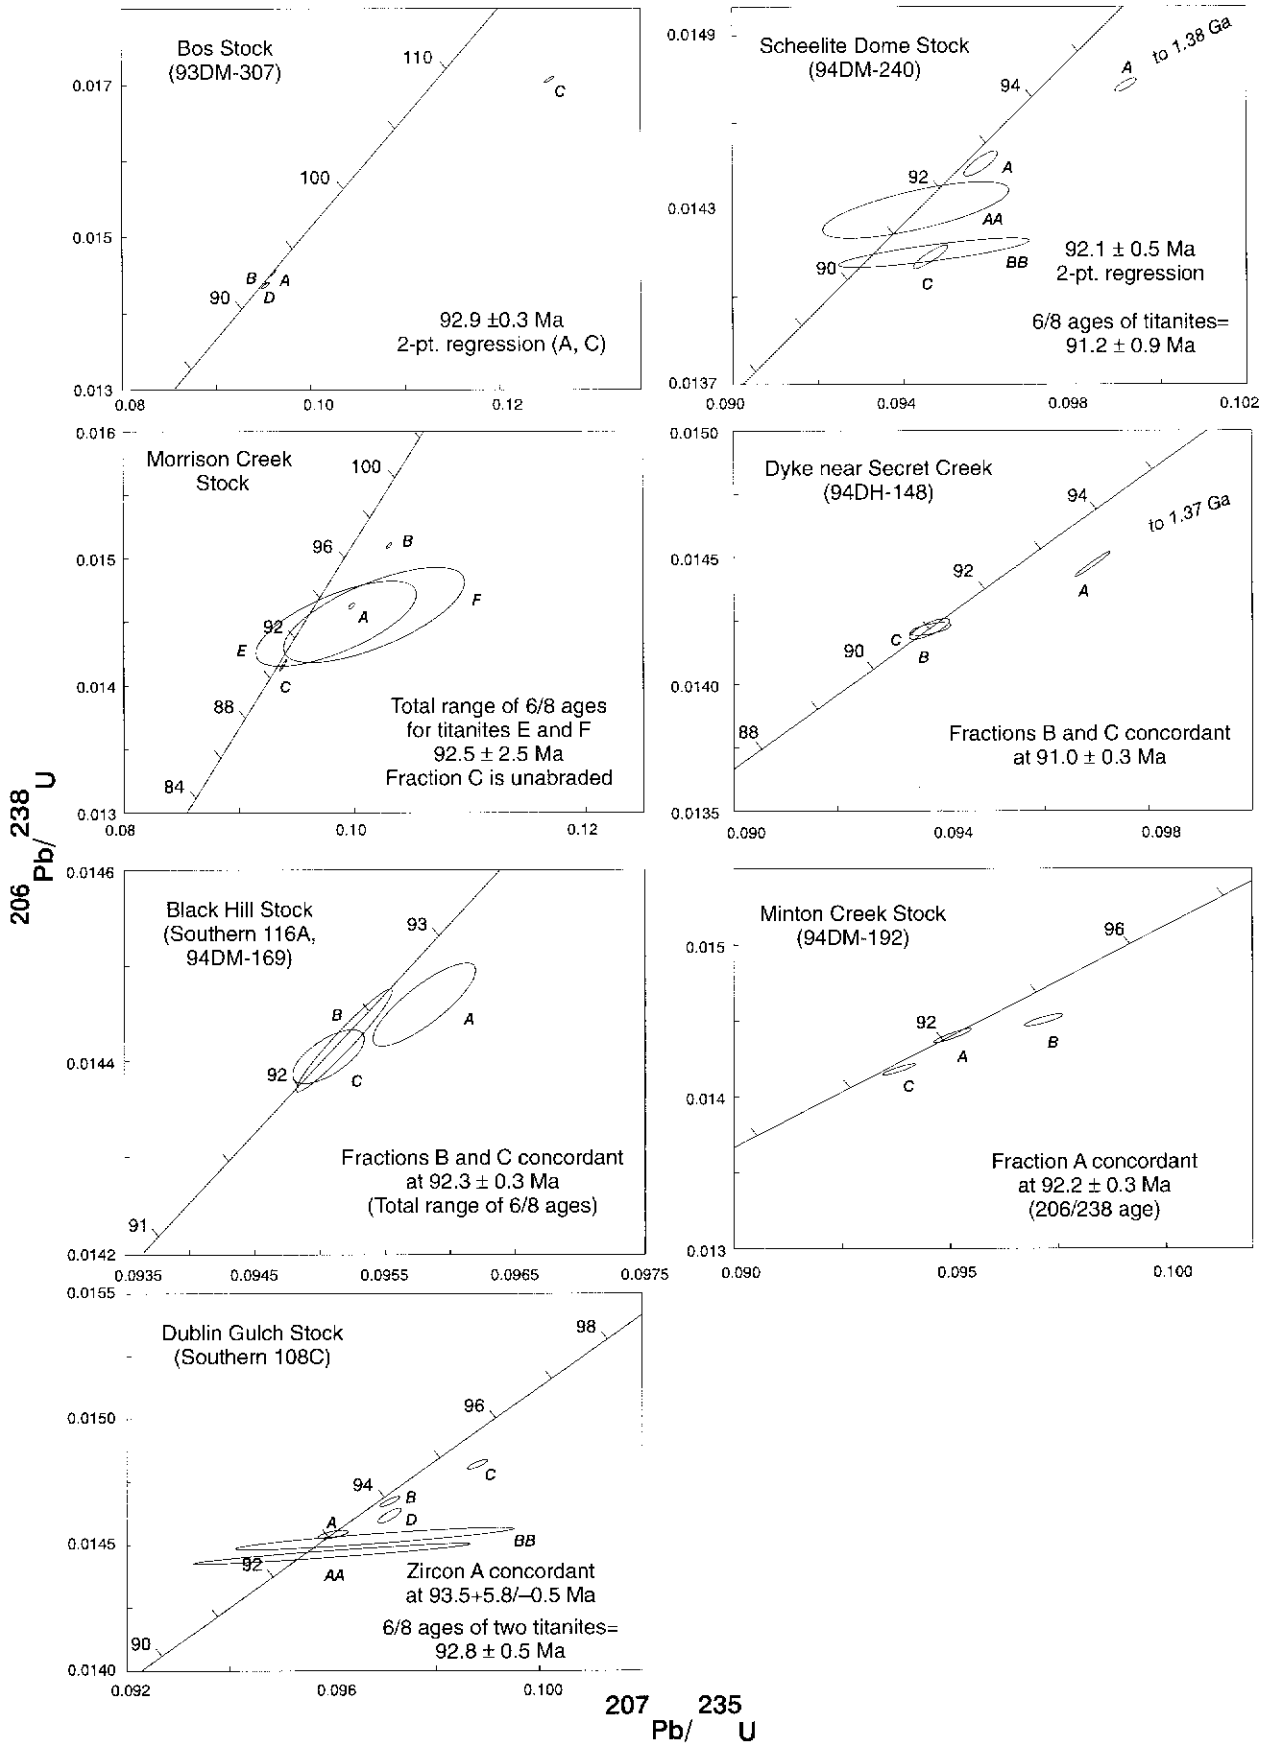 Bos Stock
(93DM-307)
110
100
90
0.017
0.015
0.013
C
B
A
D
92.9 ±0.3 Ma
2-pt. regression (A, C)
0.08
0.10
0.12
Scheelite Dome Stock
(94DM-240)
to 1.38 Ga
0.0149
0.0143
0.0137
94
92
90
A
A
AA
BB
C
92.1 ± 0.5 Ma
2-pt. regression
6/8 ages of titanites=
91.2 ± 0.9 Ma
0.090
0.094
0.098
0.102
Morrison Creek
Stock
0.016
0.015
0.014
0.013
100
96
92
88
84
B
A
F
E
C
Total range of 6/8 ages
for titanites E and F
92.5 ± 2.5 Ma
Fraction C is unabraded
0.08
0.10
0.12
Dyke near Secret Creek
(94DH-148)
to 1.37 Ga
0.0150
0.0145
0.0140
0.0135
94
92
90
88
A
C
B
Fractions B and C concordant
at 91.0 ± 0.3 Ma
0.090
0.094
0.098
206Pb/238U
Black Hill Stock
(Southern 116A,
94DM-169)
0.0146
0.0144
0.0142
93
92
91
B
A
C
Fractions B and C concordant
at 92.3 ± 0.3 Ma
(Total range of 6/8 ages)
0.0935
0.0945
0.0955
0.0965
0.0975
Minton Creek Stock
(94DM-192)
0.015
0.014
0.013
96
92
A
B
C
Fraction A concordant
at 92.2 ± 0.3 Ma
(206/238 age)
0.090
0.095
0.100
Dublin Gulch Stock
(Southern 108C)
0.0155
0.0150
0.0145
0.0140
98
96
94
92
90
C
B
D
A
BB
AA
Zircon A concordant
at 93.5+5.8/–0.5 Ma
6/8 ages of two titanites=
92.8 ± 0.5 Ma
0.092
0.096
0.100
207Pb/235U